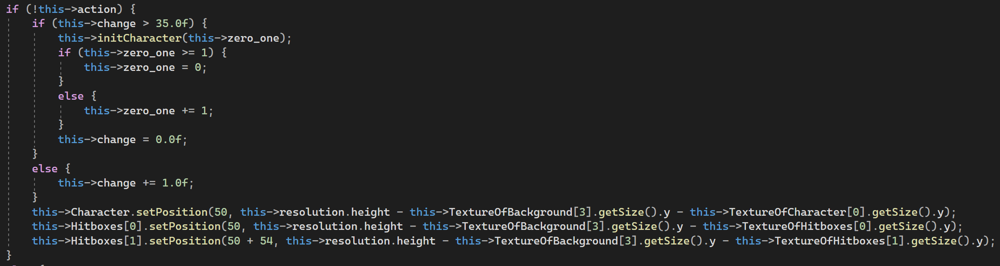 if (!this->action) {
    if (this->change > 35.0f) {
        this->initCharacter(this->zero_one);
        if (this->zero_one >= 1) {
            this->zero_one = 0;
        }
        else {
            this->zero_one += 1;
        }
        this->change = 0.0f;
    }
    else {
        this->change += 1.0f;
    }
    this->Character.setPosition(50, this->resolution.height - this->TextureOfBackground[3].getSize().y - this->TextureOfCharacter[0].getSize().y);
    this->Hitboxes[0].setPosition(50, this->resolution.height - this->TextureOfBackground[3].getSize().y - this->TextureOfHitboxes[0].getSize().y);
    this->Hitboxes[1].setPosition(50 + 54, this->resolution.height - this->TextureOfBackground[3].getSize().y - this->TextureOfHitboxes[1].getSize().y);
}